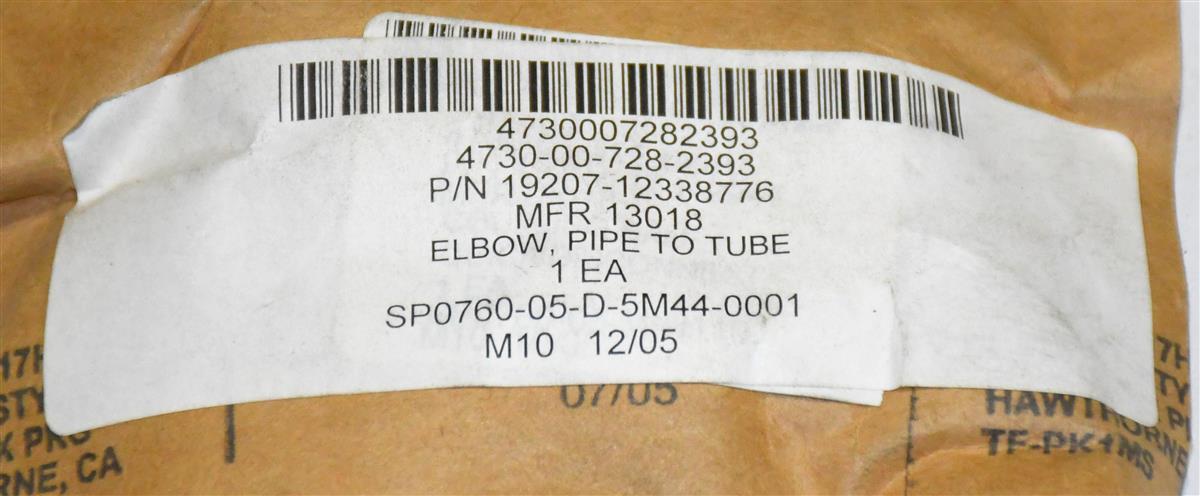 4730007282393
4730-00-728-2393
P/N 19207-12338776
MFR 13018
ELBOW, PIPE TO TUBE
1 EA
SP0760-05-D-5M44-0001
M10 12/05
07/05
RNE, CA
HAWTHORNE
TF-PK1MS